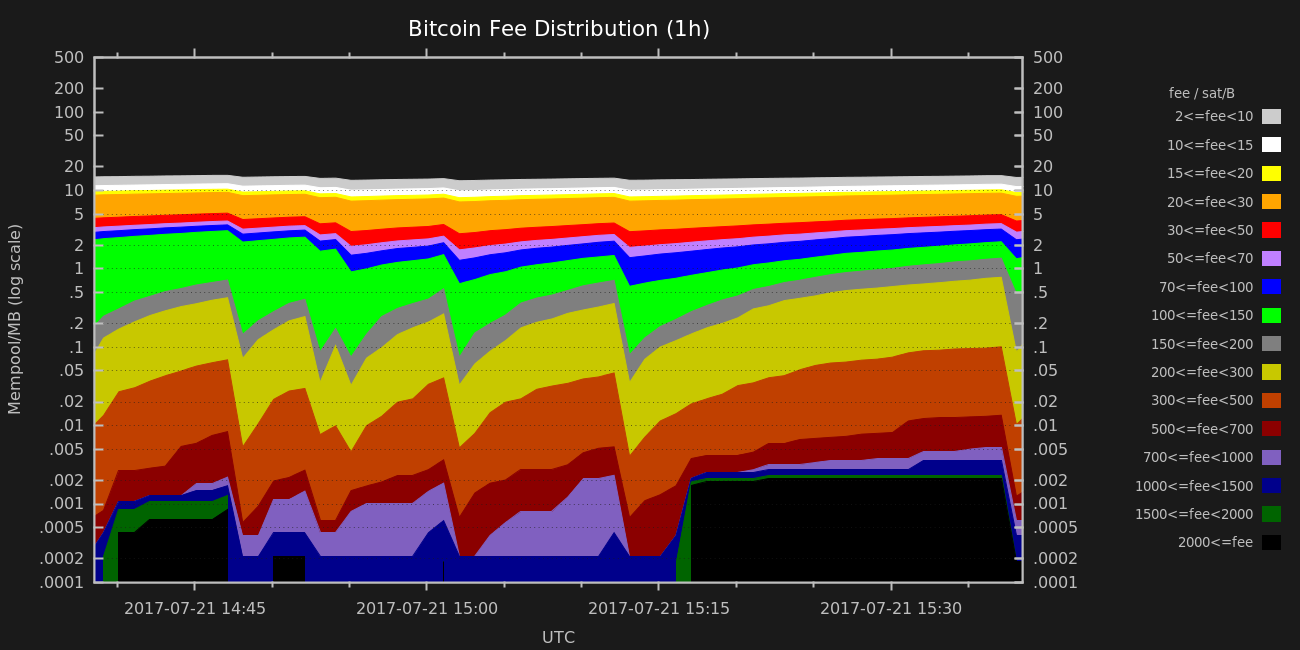 Bitcoin Fee Distribution (1h)
Mempool/MB (log scale)
500
200
100
50
20
10
5
2
1
.5
.2
.1
.05
.02
.01
.005
.002
.001
.0005
.0002
.0001
500
200
100
50
20
10
5
2
1
.5
.2
.1
.05
.02
.01
.005
.002
.001
.0005
.0002
.0001
2017-07-21 14:45
2017-07-21 15:00
2017-07-21 15:15
2017-07-21 15:30
UTC
fee / sat/B
2<=fee<10
10<=fee<15
15<=fee<20
20<=fee<30
30<=fee<50
50<=fee<70
70<=fee<100
100<=fee<150
150<=fee<200
200<=fee<300
300<=fee<500
500<=fee<700
700<=fee<1000
1000<=fee<1500
1500<=fee<2000
2000<=fee